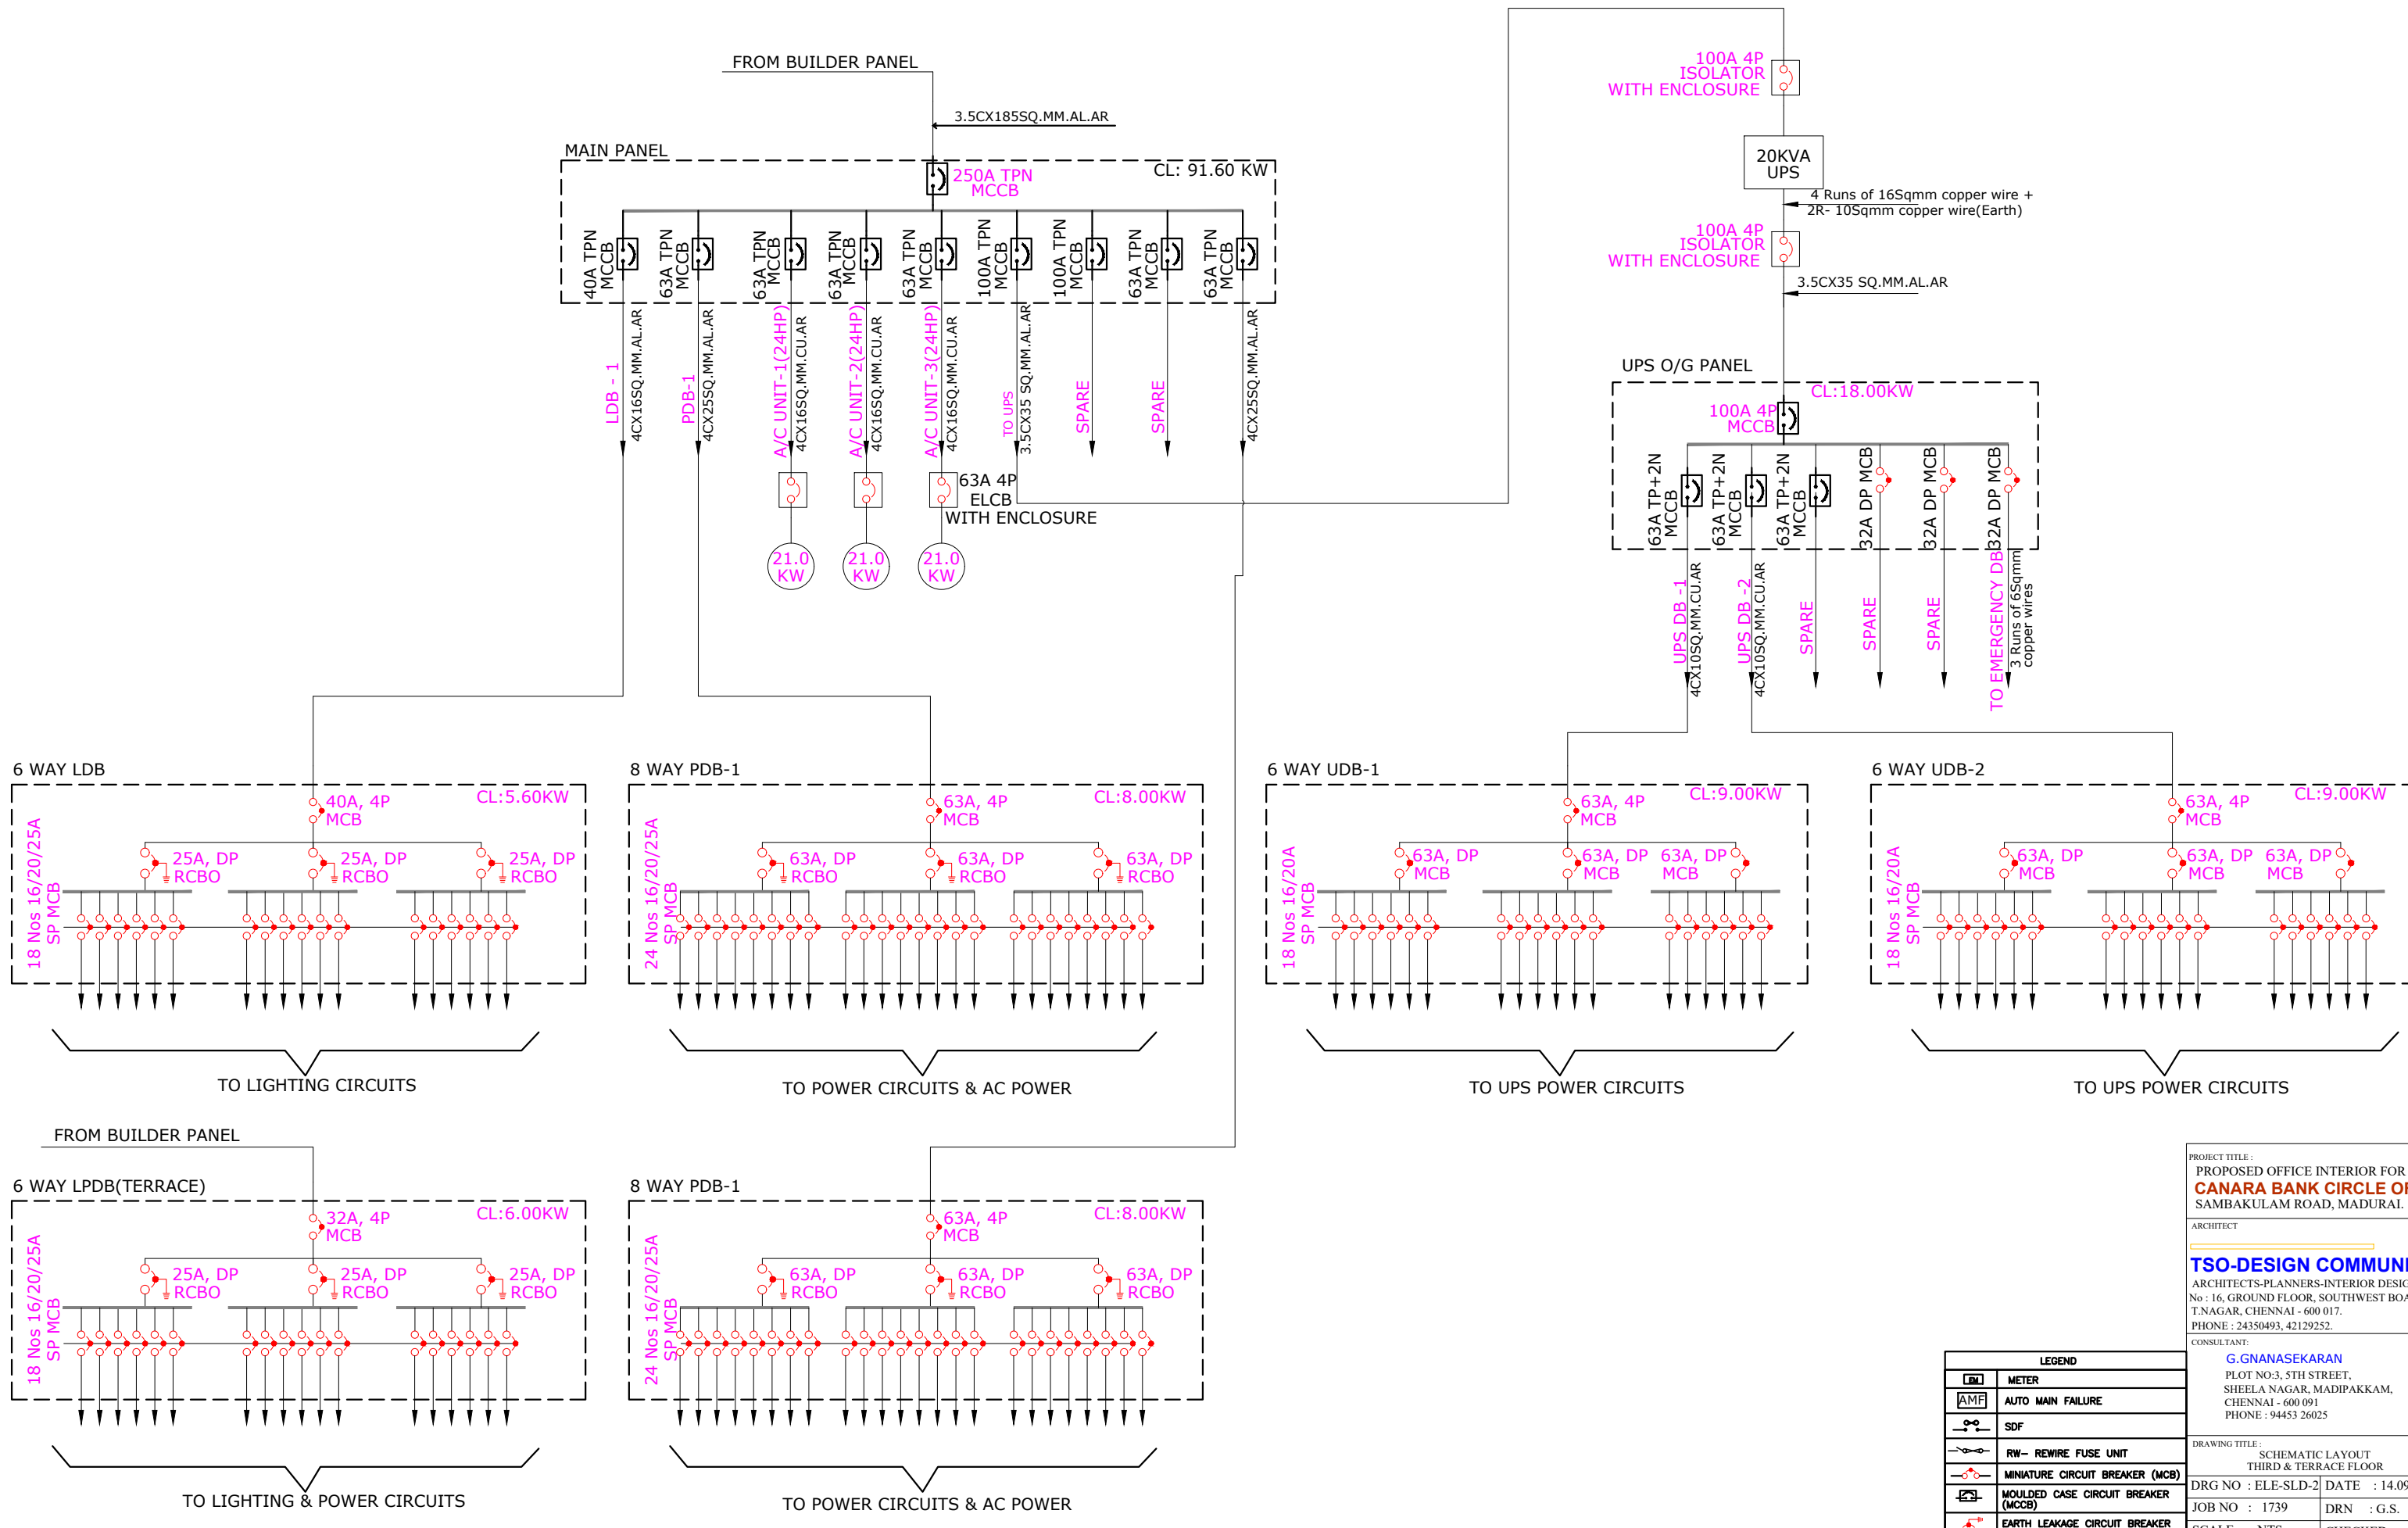 FROM BUILDER PANEL
3.5CX185SQ.MM.AL.AR
MAIN PANEL
CL: 91.60 KW
250A TPN
MCCB
40A TPN
MCCB
63A TPN
MCCB
63A TPN
MCCB
63A TPN
MCCB
63A TPN
MCCB
100A TPN
MCCB
100A TPN
MCCB
63A TPN
MCCB
63A TPN
MCCB
LDB - 1
4CX16SQ.MM.AL.AR
PDB-1
4CX25SQ.MM.AL.AR
A/C UNIT-1(24HP)
4CX16SQ.MM.CU.AR
A/C UNIT-2(24HP)
4CX16SQ.MM.CU.AR
A/C UNIT-3(24HP)
4CX16SQ.MM.CU.AR
TO UPS
3.5CX35 SQ.MM.AL.AR
SPARE
SPARE
4CX25SQ.MM.AL.AR
63A 4P
ELCB
WITH ENCLOSURE
21.0
KW
21.0
KW
21.0
KW
100A 4P
ISOLATOR
WITH ENCLOSURE
20KVA
UPS
4 Runs of 16Sqmm copper wire +
2R- 10Sqmm copper wire(Earth)
100A 4P
ISOLATOR
WITH ENCLOSURE
3.5CX35 SQ.MM.AL.AR
UPS O/G PANEL
CL:18.00KW
100A 4P
MCCB
63A TP+2N
MCCB
63A TP+2N
MCCB
63A TP+2N
MCCB
32A DP MCB
32A DP MCB
32A DP MCB
UPS DB -1
4CX10SQ.MM.CU.AR
UPS DB -2
4CX10SQ.MM.CU.AR
SPARE
SPARE
SPARE
TO EMERGENCY DB
3 Runs of 6Sqmm
copper wires
6 WAY LDB
CL:5.60KW
40A, 4P
MCB
25A, DP
RCBO
25A, DP
RCBO
25A, DP
RCBO
18 Nos 16/20/25A
SP MCB
TO LIGHTING CIRCUITS
8 WAY PDB-1
CL:8.00KW
63A, 4P
MCB
63A, DP
RCBO
63A, DP
RCBO
63A, DP
RCBO
24 Nos 16/20/25A
SP MCB
TO POWER CIRCUITS & AC POWER
6 WAY UDB-1
CL:9.00KW
63A, 4P
MCB
63A, DP
MCB
63A, DP
MCB
63A, DP
MCB
18 Nos 16/20A
SP MCB
TO UPS POWER CIRCUITS
6 WAY UDB-2
CL:9.00KW
63A, 4P
MCB
63A, DP
MCB
63A, DP
MCB
63A, DP
MCB
18 Nos 16/20A
SP MCB
TO UPS POWER CIRCUITS
FROM BUILDER PANEL
6 WAY LPDB(TERRACE)
CL:6.00KW
32A, 4P
MCB
25A, DP
RCBO
25A, DP
RCBO
25A, DP
RCBO
18 Nos 16/20/25A
SP MCB
TO LIGHTING & POWER CIRCUITS
8 WAY PDB-1
CL:8.00KW
63A, 4P
MCB
63A, DP
RCBO
63A, DP
RCBO
63A, DP
RCBO
24 Nos 16/20/25A
SP MCB
TO POWER CIRCUITS & AC POWER
LEGEND
EM METER
AMF AUTO MAIN FAILURE
SDF
RW- REWIRE FUSE UNIT
MINIATURE CIRCUIT BREAKER (MCB)
MOULDED CASE CIRCUIT BREAKER
(MCCB)
EARTH LEAKAGE CIRCUIT BREAKER
PROJECT TITLE :
PROPOSED OFFICE INTERIOR FOR
CANARA BANK CIRCLE
SAMBAKULAM ROAD, MADURAI.
ARCHITECT
TSO-DESIGN
ARCHITECTS-PLANNERS-INTERIOR
No : 16, GROUND FLOOR, SOUTHWEST
T.NAGAR, CHENNAI - 600 017.
PHONE : 24350493, 42129252.
CONSULTANT:
G.GNANASEKARAN
PLOT NO:3, 5TH STREET,
SHEELA NAGAR, MADIPAKKAM,
CHENNAI - 600 091
PHONE : 94453 26025
DRAWING TITLE :
SCHEMATIC LAYOUT
THIRD & TERRACE FLOOR
DRG NO : ELE-SLD-2 DATE : 14.09
JOB NO : 1739 DRN : G.S.